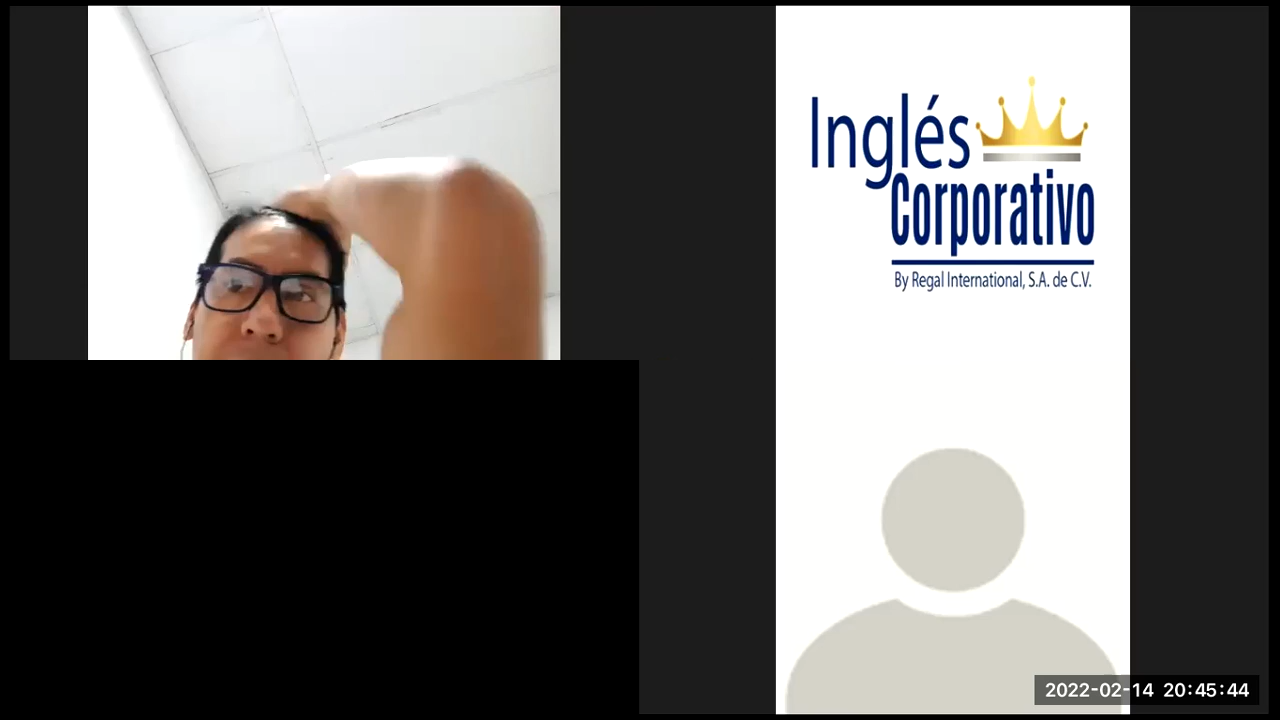 Inglés
Corporativo
By Regal International, S.A. de C.V.
2022-02-14 20:45:44